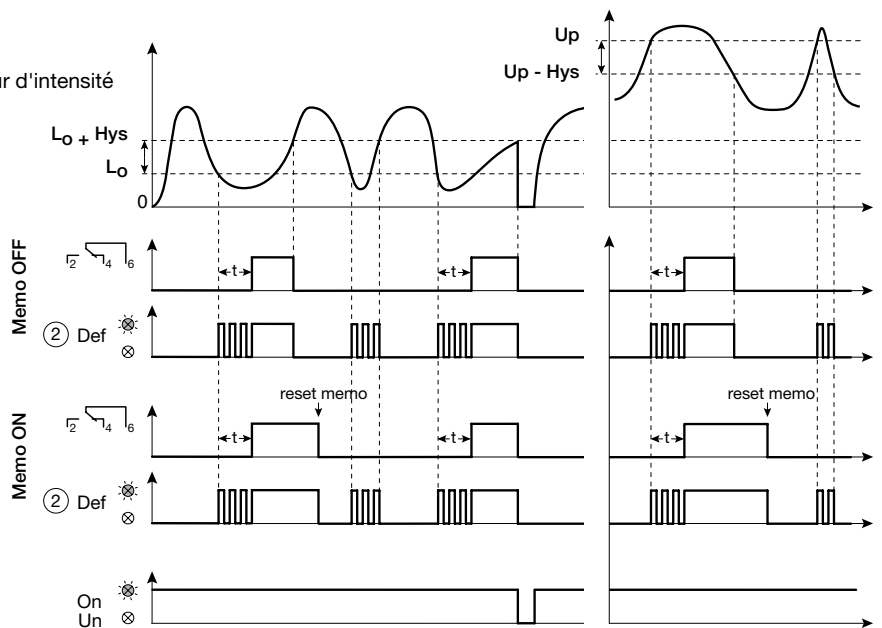 Up
Up - Hys
ur d'intensité
Lo + Hys
Lo
0
Memo OFF
2 4 6
t t t
2 Def
reset memo reset memo
Memo ON
2 4 6
t t t
2 Def
On
Un